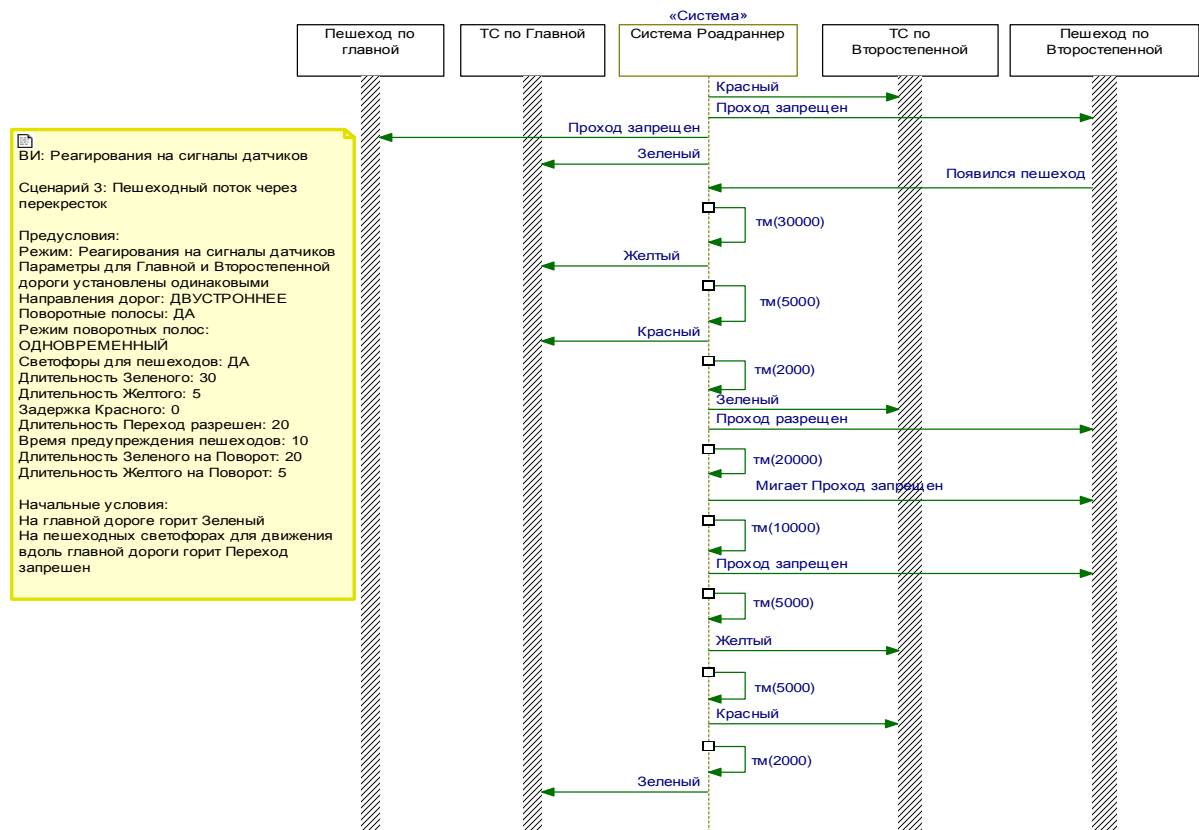 «Система»
Пешеход по
главной
ТС по Главной
Система Роадраннер
ТС по
Второстепенной
Пешеход по
Второстепенной
Красный
Проход запрещен
Проход запрещен
Зеленый
Появился пешеход
тм(30000)
Желтый
тм(5000)
Красный
тм(2000)
Зеленый
Проход разрещен
тм(20000)
Мигает Проход запрещен
тм(10000)
Проход запрещен
тм(5000)
Желтый
тм(5000)
Красный
тм(2000)
Зеленый
ВИ: Реагирования на сигналы датчиков
Сценарий 3: Пешеходный поток через
перекресток
Предусловия:
Режим: Реагирования на сигналы датчиков
Параметры для Главной и Второстепенной
дороги установлены одинаковыми
Направления дорог: ДВУСТРОННЕЕ
Поворотные полосы: ДА
Режим поворотных полос:
ОДНОВРЕМЕННЫЙ
Светофоры для пешеходов: ДА
Длительность Зеленого: 30
Длительность Желтого: 5
Задержка Красного: 0
Длительность Переход разрешен: 20
Время предупреждения пешеходов: 10
Длительность Зеленого на Поворот: 20
Длительность Желтого на Поворот: 5
Начальные условия:
На главной дороге горит Зеленый
На пешеходных светофорах для движения
вдоль главной дороги горит Переход
запрешен